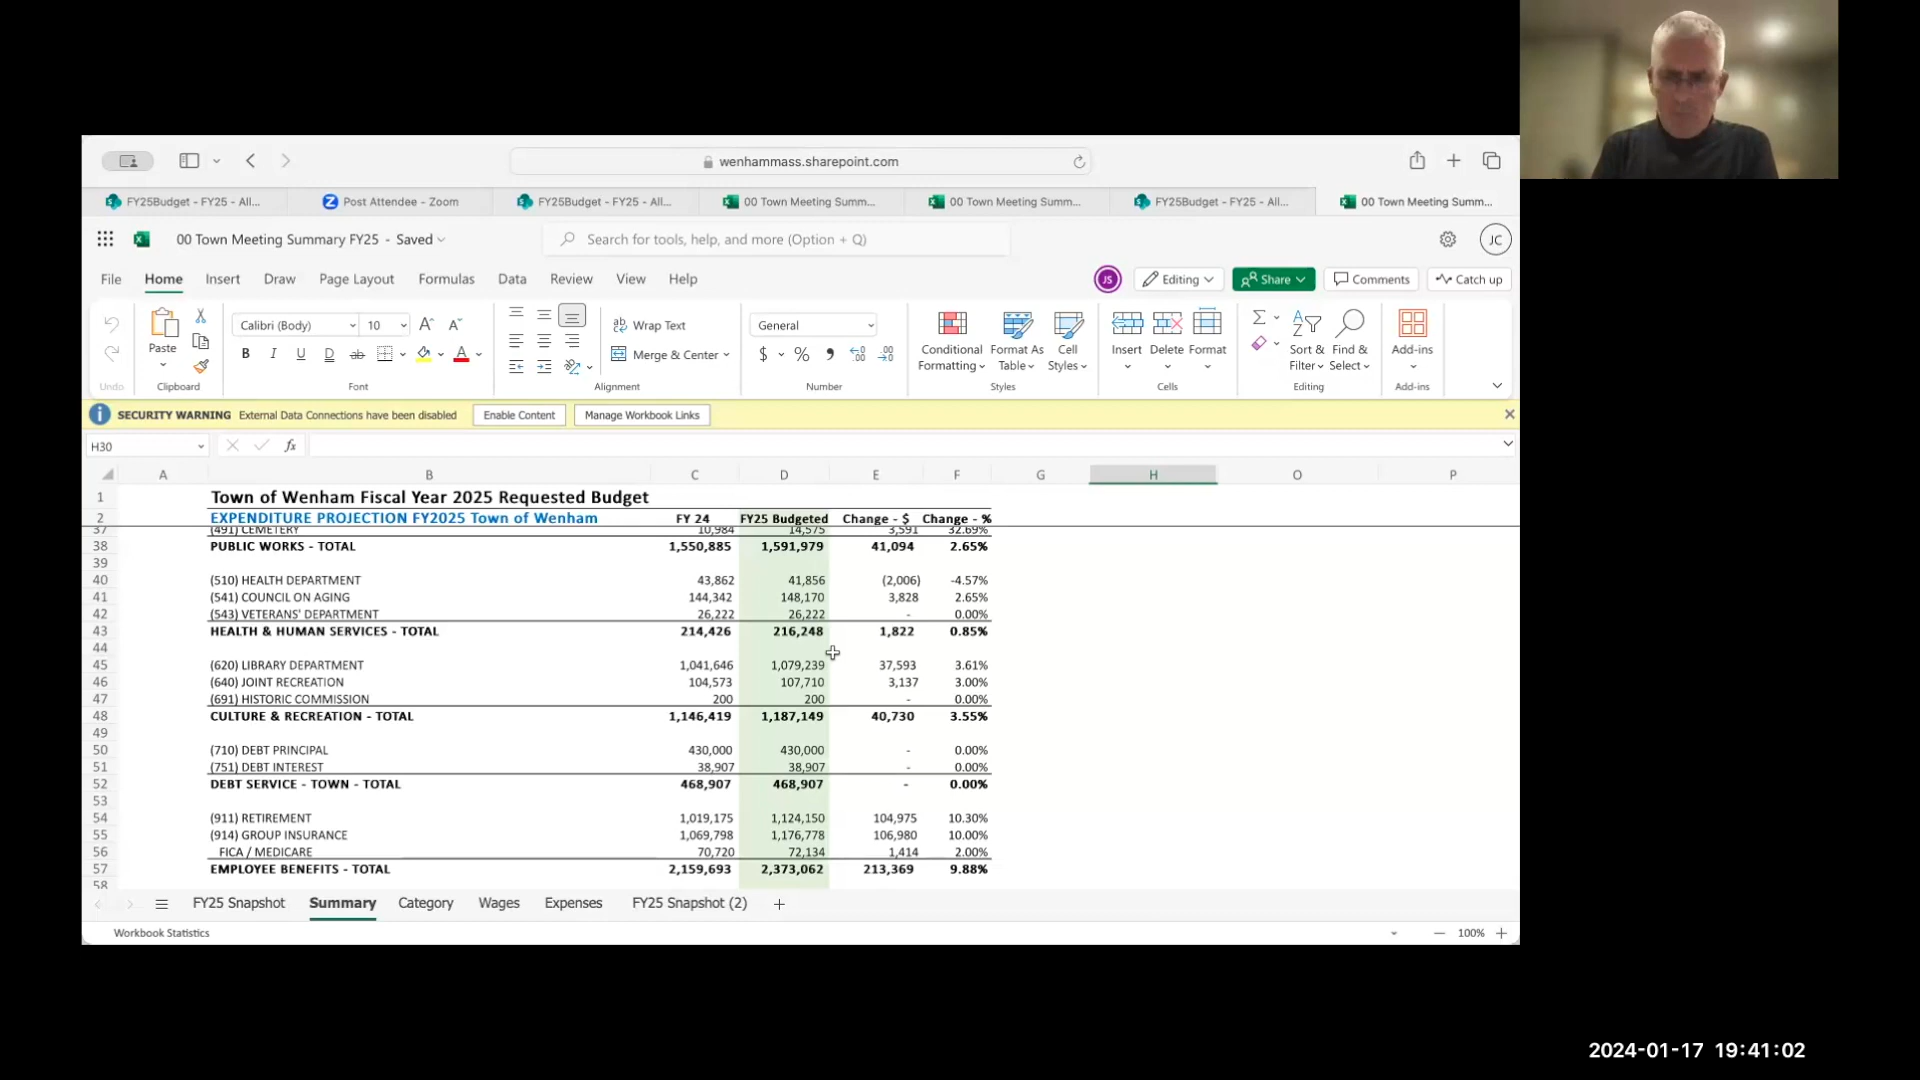 wenhammass.sharepoint.com
FY25Budget - FY25 - All...
Post Attendee - Zoom
FY25Budget - FY25 - All...
00 Town Meeting Summ...
00 Town Meeting Summ...
FY25Budget - FY25 - All...
00 Town Meeting Summ...
00 Town Meeting Summary FY25 - Saved
Search for tools, help, and more (Option + Q)
JC
File Home Insert Draw Page Layout Formulas Data Review View Help
JS Editing Share Comments Catch up
Calibri (Body) 10 Wrap Text General
Paste B I U D ab A Merge & Center $ % Conditional Formatting Format As Table Cell Styles Insert Delete Format Sort & Filter Find & Select Add-ins
Undo Clipboard Font Alignment Number Styles Cells Editing Add-ins
SECURITY WARNING External Data Connections have been disabled Enable Content Manage Workbook Links
H30 fx
A B C D E F G H O P
1 Town of Wenham Fiscal Year 2025 Requested Budget
2 EXPENDITURE PROJECTION FY2025 Town of Wenham FY 24 FY25 Budgeted Change - $ Change - %
37 (491) CEMETERY 10,984 14,575 3,591 32.69%
38 PUBLIC WORKS - TOTAL 1,550,885 1,591,979 41,094 2.65%
39
40 (510) HEALTH DEPARTMENT 43,862 41,856 (2,006) -4.57%
41 (541) COUNCIL ON AGING 144,342 148,170 3,828 2.65%
42 (543) VETERANS' DEPARTMENT 26,222 26,222 - 0.00%
43 HEALTH & HUMAN SERVICES - TOTAL 214,426 216,248 1,822 0.85%
44
45 (620) LIBRARY DEPARTMENT 1,041,646 1,079,239 37,593 3.61%
46 (640) JOINT RECREATION 104,573 107,710 3,137 3.00%
47 (691) HISTORIC COMMISSION 200 200 - 0.00%
48 CULTURE & RECREATION - TOTAL 1,146,419 1,187,149 40,730 3.55%
49
50 (710) DEBT PRINCIPAL 430,000 430,000 - 0.00%
51 (751) DEBT INTEREST 38,907 38,907 - 0.00%
52 DEBT SERVICE - TOWN - TOTAL 468,907 468,907 - 0.00%
53
54 (911) RETIREMENT 1,019,175 1,124,150 104,975 10.30%
55 (914) GROUP INSURANCE 1,069,798 1,176,778 106,980 10.00%
56 FICA / MEDICARE 70,720 72,134 1,414 2.00%
57 EMPLOYEE BENEFITS - TOTAL 2,159,693 2,373,062 213,369 9.88%
58
FY25 Snapshot Summary Category Wages Expenses FY25 Snapshot (2) +
Workbook Statistics 100%
2024-01-17 19:41:02